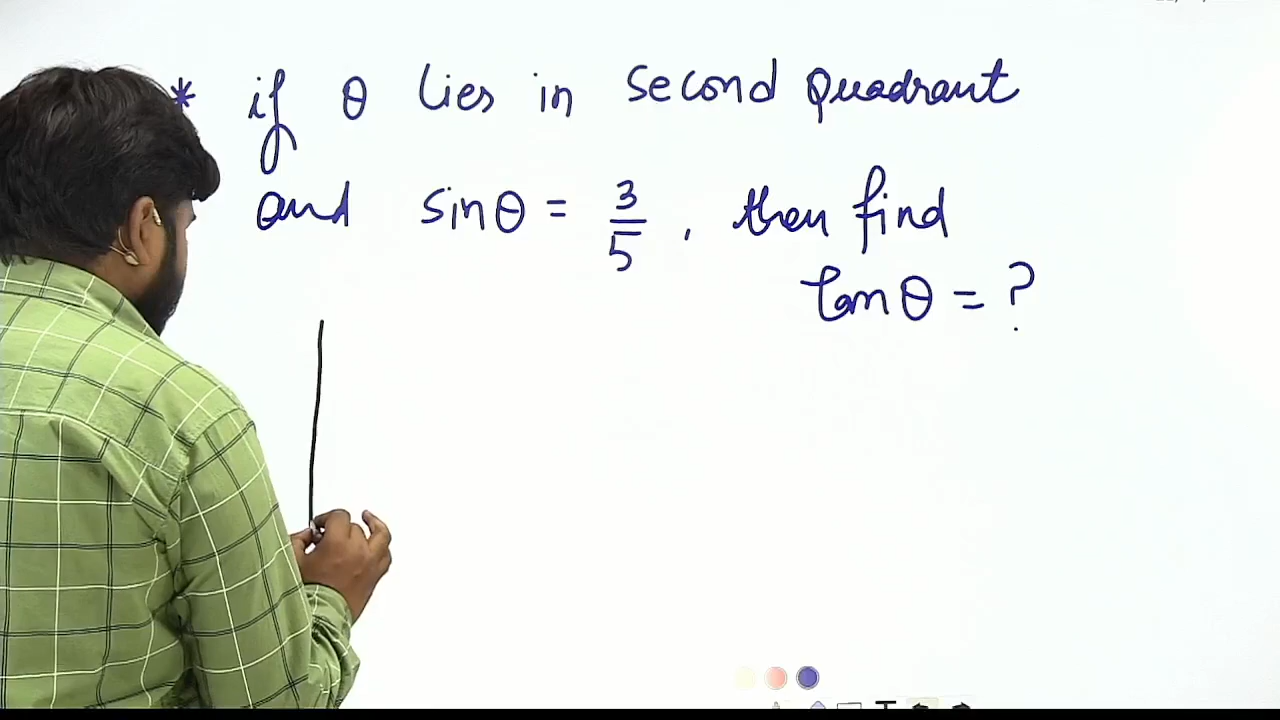 * if θ lies in second Quadrant
and sinθ = 3/5 , then find
tanθ = ?